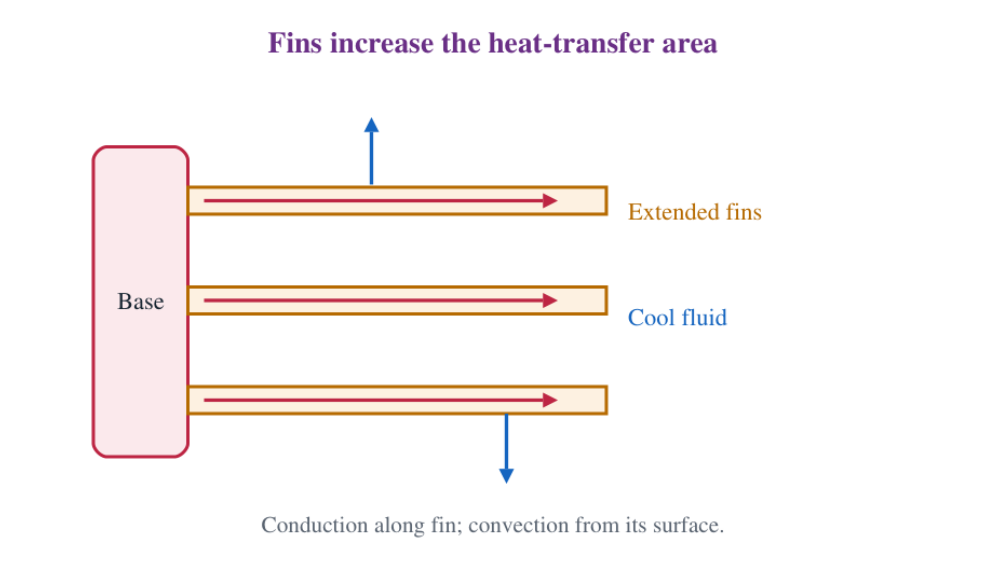 Fins increase the heat-transfer area
Extended fins
Base
Cool fluid
Conduction along fin; convection from its surface.